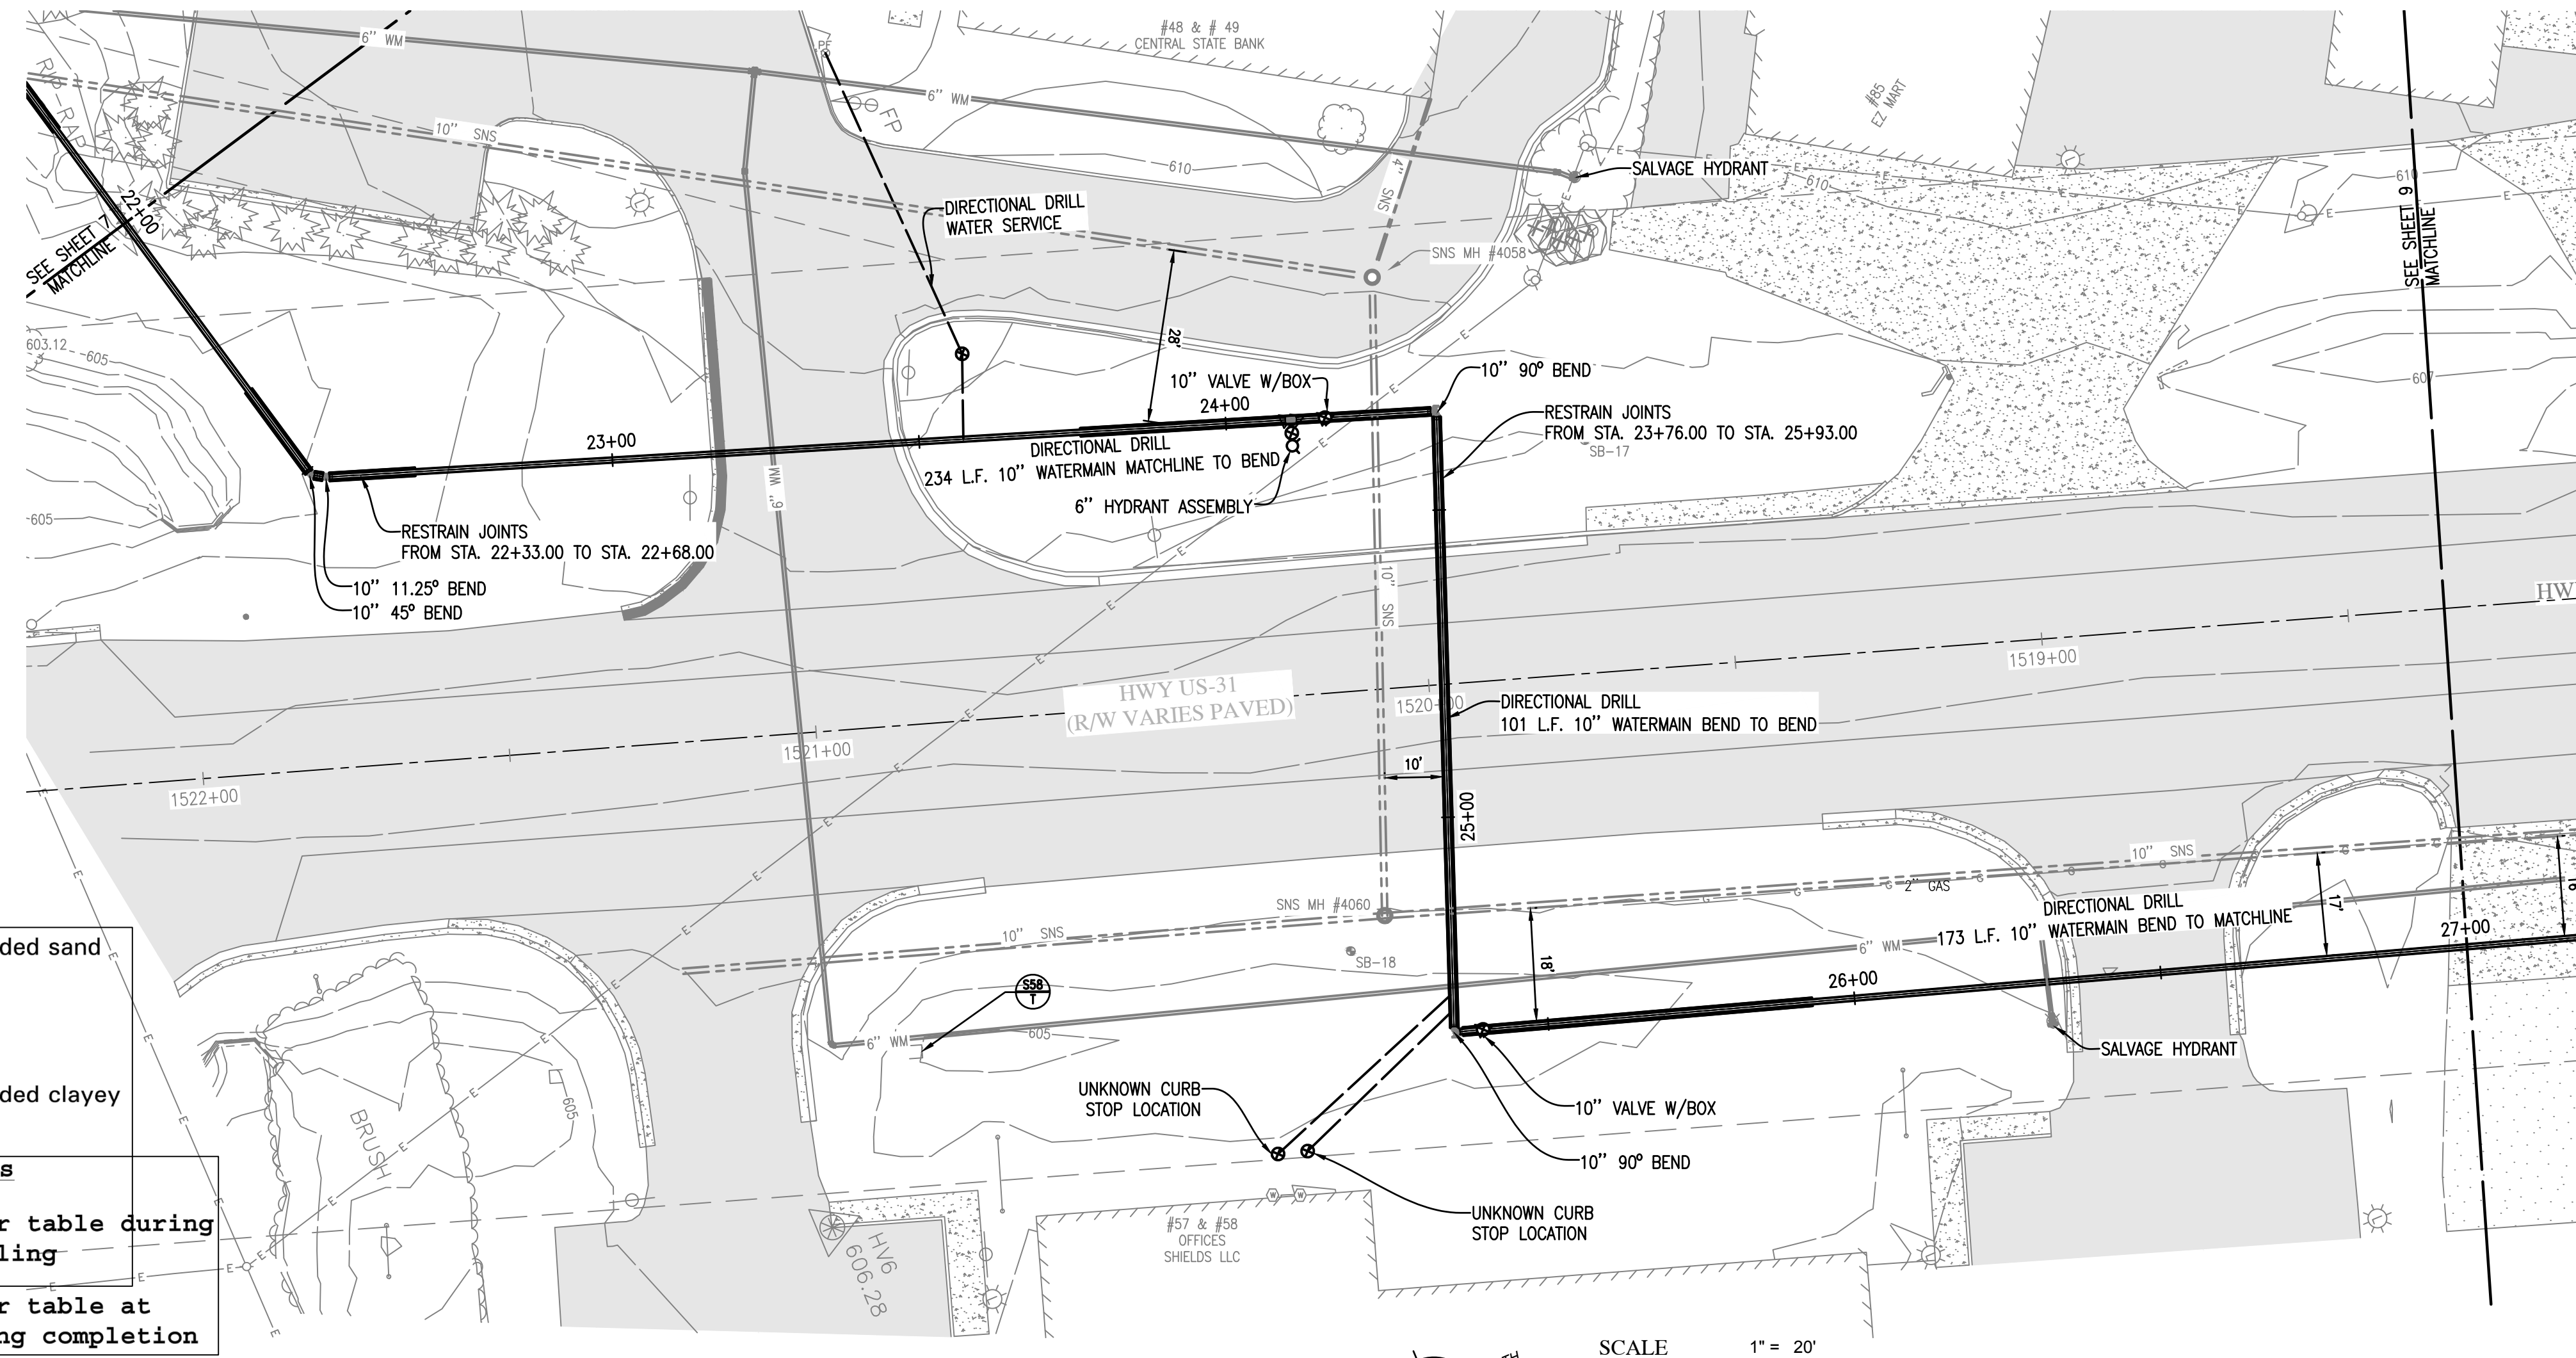 #48 & # 49
CENTRAL STATE BANK
6" WM
PF
FP
6" WM
RIP-RAP
10" SNS
#85
EZ MART
4" SNS
610
SALVAGE HYDRANT
610
610
22+00
SEE SHEET 7
MATCHLINE
SEE SHEET 9
MATCHLINE
DIRECTIONAL DRILL
WATER SERVICE
SNS MH #4058
28'
603.12
605
607
10" VALVE W/BOX
24+00
10" 90° BEND
RESTRAIN JOINTS
FROM STA. 23+76.00 TO STA. 25+93.00
SB-17
23+00
DIRECTIONAL DRILL
234 L.F. 10" WATERMAIN MATCHLINE TO BEND
6" HYDRANT ASSEMBLY
6" WM
605
RESTRAIN JOINTS
FROM STA. 22+33.00 TO STA. 22+68.00
10" 11.25° BEND
10" 45° BEND
10" SNS
HW
1519+00
HWY US-31
(R/W VARIES PAVED)
1520+00
DIRECTIONAL DRILL
101 L.F. 10" WATERMAIN BEND TO BEND
1521+00
1522+00
10'
25+00
10" SNS
2" GAS
SNS MH #4060
10" SNS
DIRECTIONAL DRILL
173 L.F. 10" WATERMAIN BEND TO MATCHLINE
17'
27+00
6" WM
SB-18
18'
26+00
S58
T
6" WM
605
SALVAGE HYDRANT
UNKNOWN CURB
STOP LOCATION
10" VALVE W/BOX
605
BRUSH
10" 90° BEND
UNKNOWN CURB
STOP LOCATION
#57 & #58
OFFICES
SHIELDS LLC
HV6
606.28
ded sand
ded clayey
s
r table during
ling
r table at
ng completion
SCALE 1" = 20'